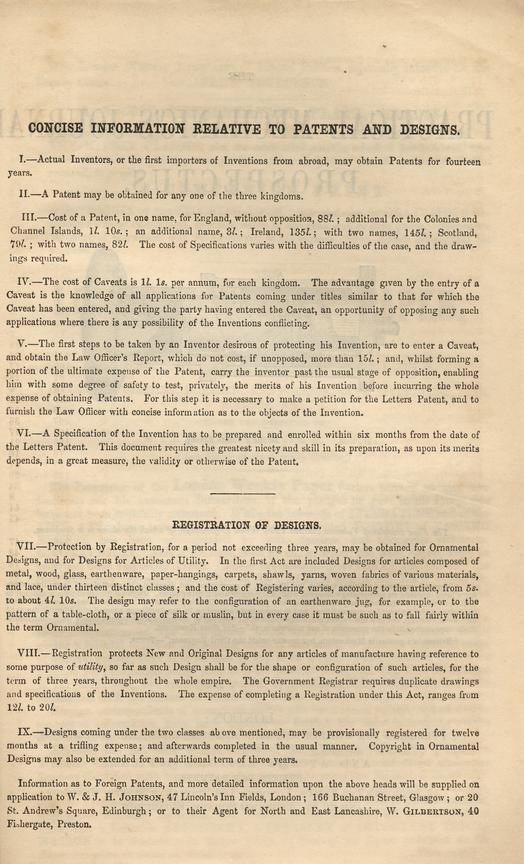 CONCISE INFORMATION RELATIVE TO PATENTS AND DESIGNS.
I.—Actual Inventors, or the first importers of Inventions from abroad, may obtain Patents for fourteen
years.
II.—A Patent may be obtained for any one of the three kingdoms.
III.—Cost of a Patent, in one name, for England, without opposition, 88l. ; additional for the Colonies and
Channel Islands, 1l. 10s. ; an additional name, 3l. ; Ireland, 135l. ; with two names, 145l. ; Scotland,
79l. ; with two names, 82l. The cost of Specifications varies with the difficulties of the case, and the draw-
ings required.
IV.—The cost of Caveats is 1l. 1s. per annum, for each kingdom. The advantage given by the entry of a
Caveat is the knowledge of all applications for Patents coming under titles similar to that for which the
Caveat has been entered, and giving the party having entered the Caveat, an opportunity of opposing any such
applications where there is any possibility of the Inventions conflicting.
V.—The first steps to be taken by an Inventor desirous of protecting his Invention, are to enter a Caveat,
and obtain the Law Officer's Report, which do not cost, if unopposed, more than 15l. ; and, whilst forming a
portion of the ultimate expense of the Patent, carry the inventor past the usual stage of opposition, enabling
him with some degree of safety to test, privately, the merits of his Invention before incurring the whole
expense of obtaining Patents. For this step it is necessary to make a petition for the Letters Patent, and to
furnish the Law Officer with concise information as to the objects of the Invention.
VI.—A Specification of the Invention has to be prepared and enrolled within six months from the date of
the Letters Patent. This document requires the greatest nicety and skill in its preparation, as upon its merits
depends, in a great measure, the validity or otherwise of the Patent.
REGISTRATION OF DESIGNS.
VII.—Protection by Registration, for a period not exceeding three years, may be obtained for Ornamental
Designs, and for Designs for Articles of Utility. In the first Act are included Designs for articles composed of
metal, wood, glass, earthenware, paper-hangings, carpets, shawls, yarns, woven fabrics of various materials,
and lace, under thirteen distinct classes ; and the cost of Registering varies, according to the article, from 5s.
to about 4l. 10s. The design may refer to the configuration of an earthenware jug, for example, or to the
pattern of a table-cloth, or a piece of silk or muslin, but in every case it must be such as to fall fairly within
the term Ornamental.
VIII.—Registration protects New and Original Designs for any articles of manufacture having reference to
some purpose of utility, so far as such Design shall be for the shape or configuration of such articles, for the
term of three years, throughout the whole empire. The Government Registrar requires duplicate drawings
and specifications of the Inventions. The expense of completing a Registration under this Act, ranges from
12l. to 20l.
IX.—Designs coming under the two classes above mentioned, may be provisionally registered for twelve
months at a trifling expense ; and afterwards completed in the usual manner. Copyright in Ornamental
Designs may also be extended for an additional term of three years.
Information as to Foreign Patents, and more detailed information upon the above heads will be supplied on
application to W. & J. H. JOHNSON, 47 Lincoln's Inn Fields, London ; 166 Buchanan Street, Glasgow ; or 20
St. Andrew's Square, Edinburgh ; or to their Agent for North and East Lancashire, W. GILBERTSON, 40
Fishergate, Preston.